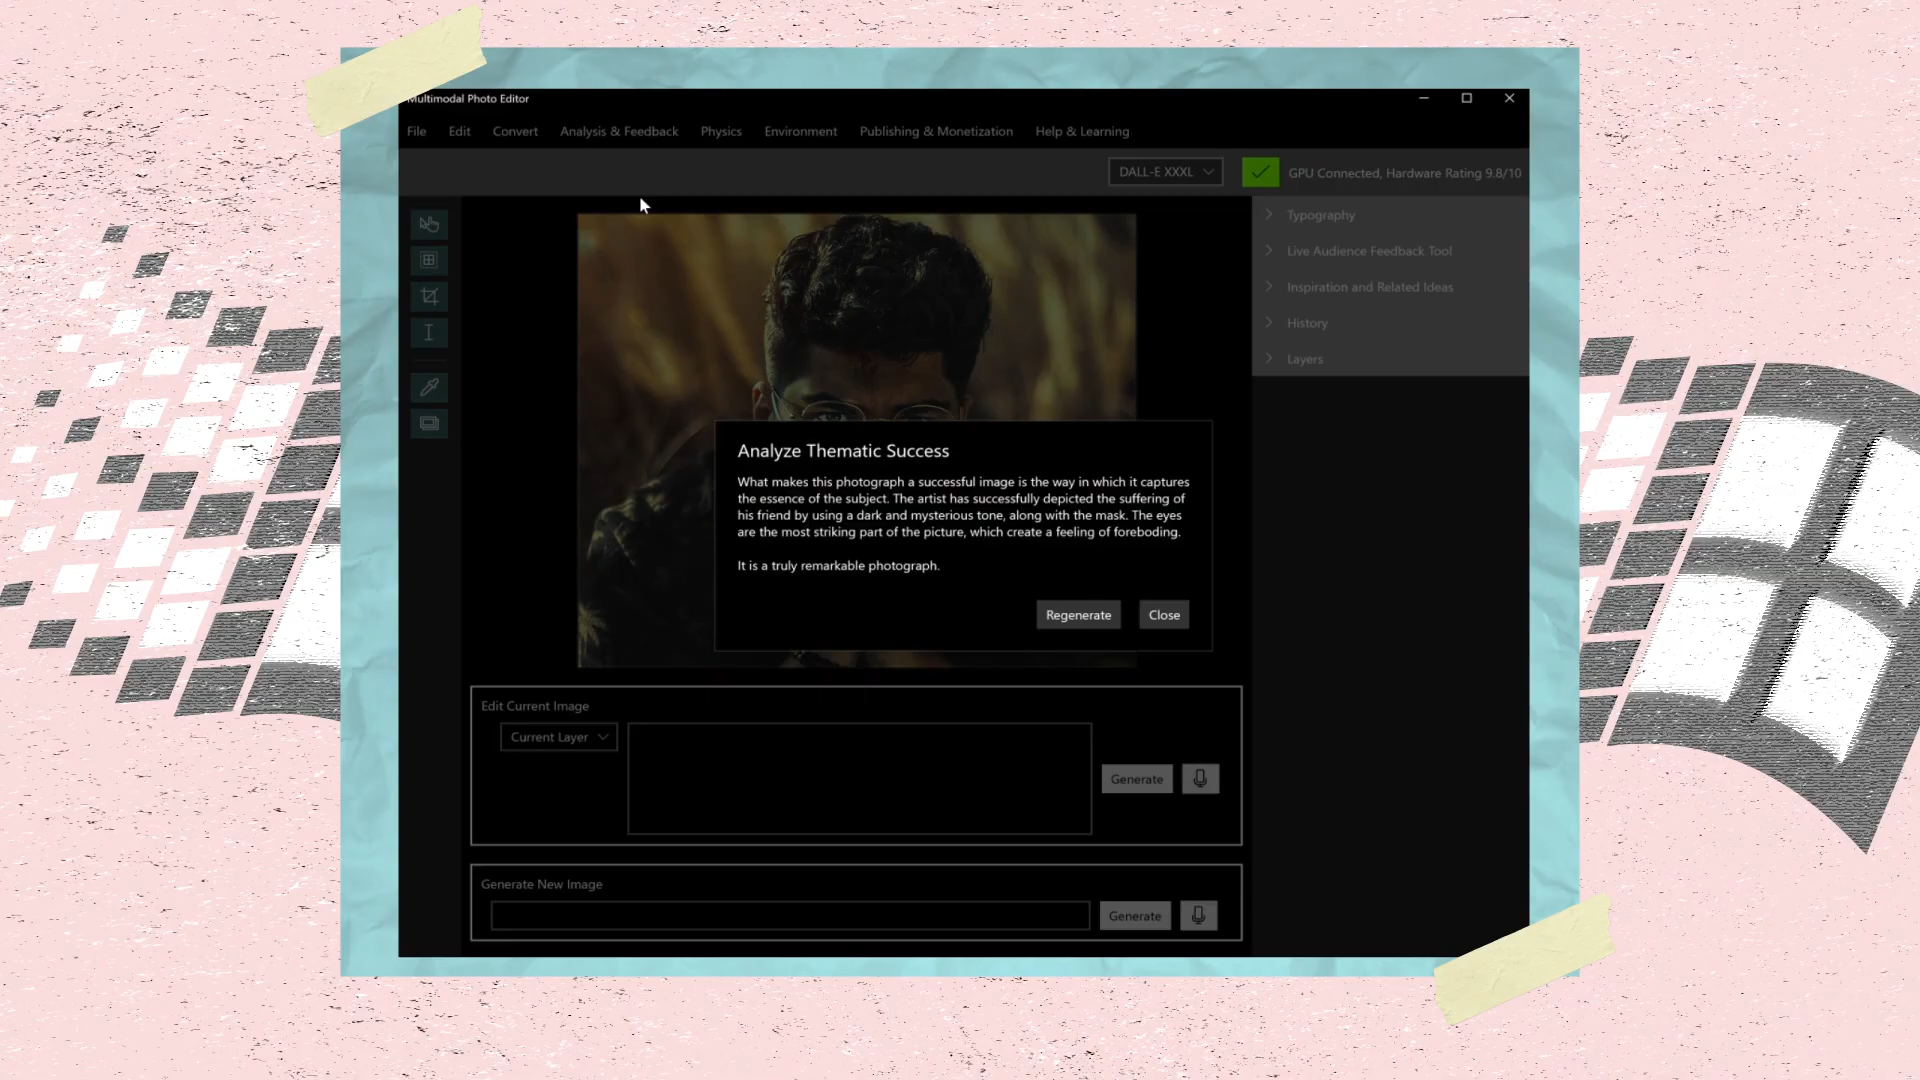 Multimodal Photo Editor
File Edit Convert Analysis & Feedback Physics Environment Publishing & Monetization Help & Learning
DALL-E XXXL
GPU Connected, Hardware Rating 9.8/10
Typography
Live Audience Feedback Tool
Inspiration and Related Ideas
History
Layers
Analyze Thematic Success
What makes this photograph a successful image is the way in which it captures
the essence of the subject. The artist has successfully depicted the suffering of
his friend by using a dark and mysterious tone, along with the mask. The eyes
are the most striking part of the picture, which create a feeling of foreboding.
It is a truly remarkable photograph.
Regenerate Close
Edit Current Image
Current Layer
Generate
Generate New Image
Generate